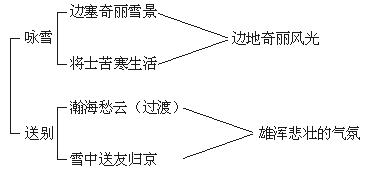 边塞奇丽雪景
咏雪
边地奇丽风光
将士苦寒生活
瀚海愁云（过渡）
送别
雄浑悲壮的气氛
雪中送友归京